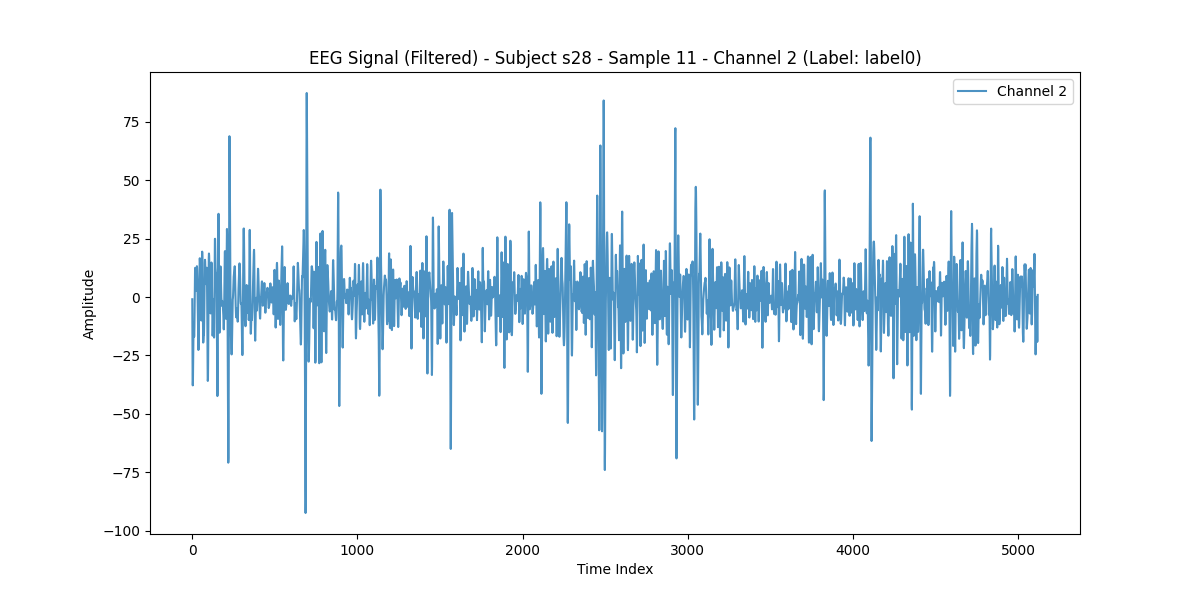 EEG Signal (Filtered) - Subject s28 - Sample 11 - Channel 2 (Label: label0)
Channel 2
75
50
25
0
−25
−50
−75
−100
Amplitude
0 1000 2000 3000 4000 5000
Time Index